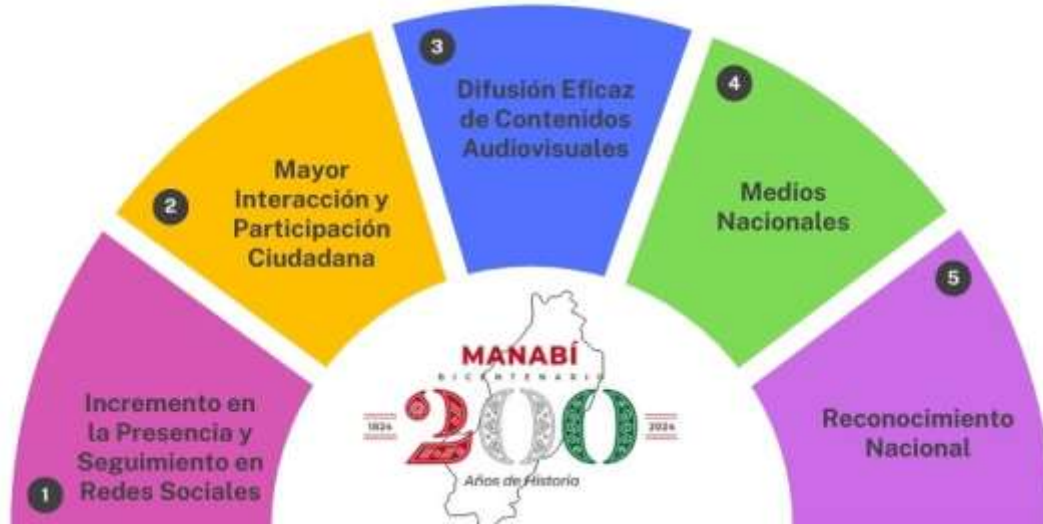 1
Incremento en
la Presencia y
Seguimiento en
Redes Sociales
2
Mayor
Interacción y
Participación
Ciudadana
3
Difusión Eficaz
de Contenidos
Audiovisuales
4
Medios
Nacionales
5
Reconocimiento
Nacional
MANABÍ
BICENTENARIO
1824 200 2024
Años de Historia